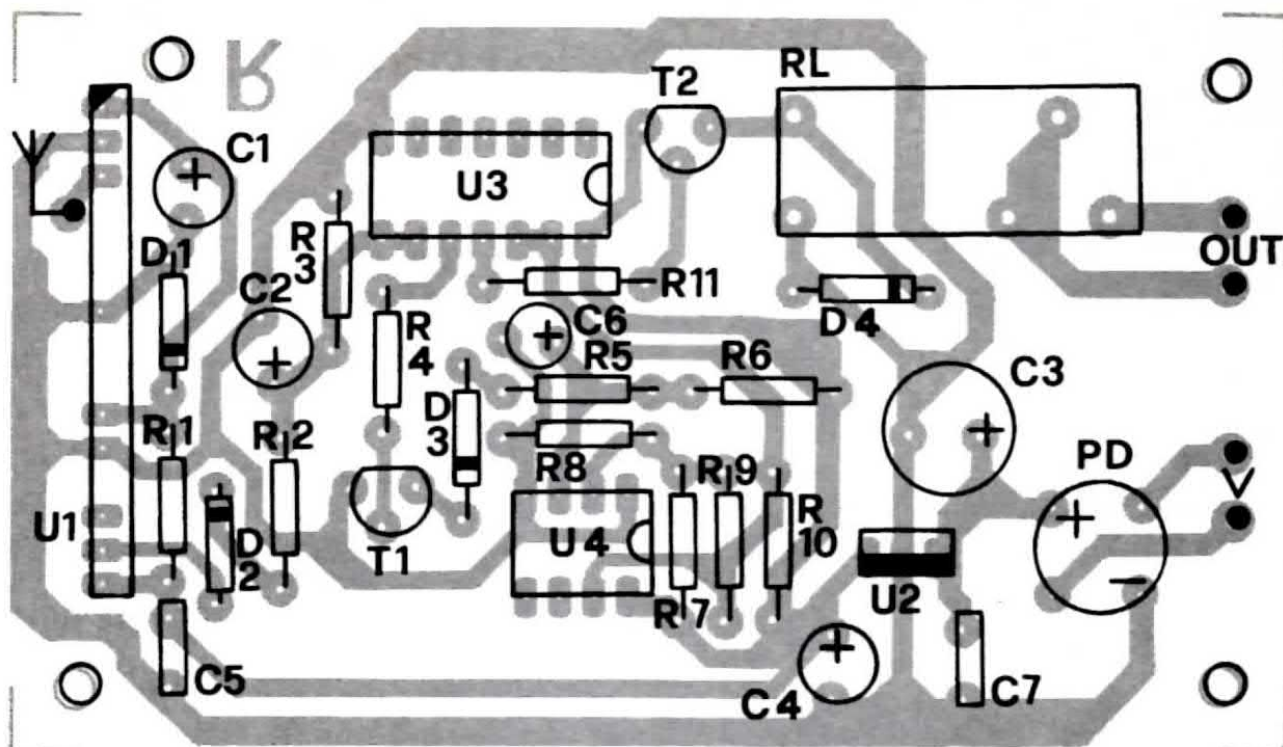 R
T2
RL
C1
U3
D1
R
3
OUT
C2
R11
C6
D4
R
4
R5
R6
C3
D
3
R1
R2
R8
PD
R9
V
U1
U4
R
10
D
2
T1
R7
U2
C5
C4
C7
+
+
+
+
+
+
−